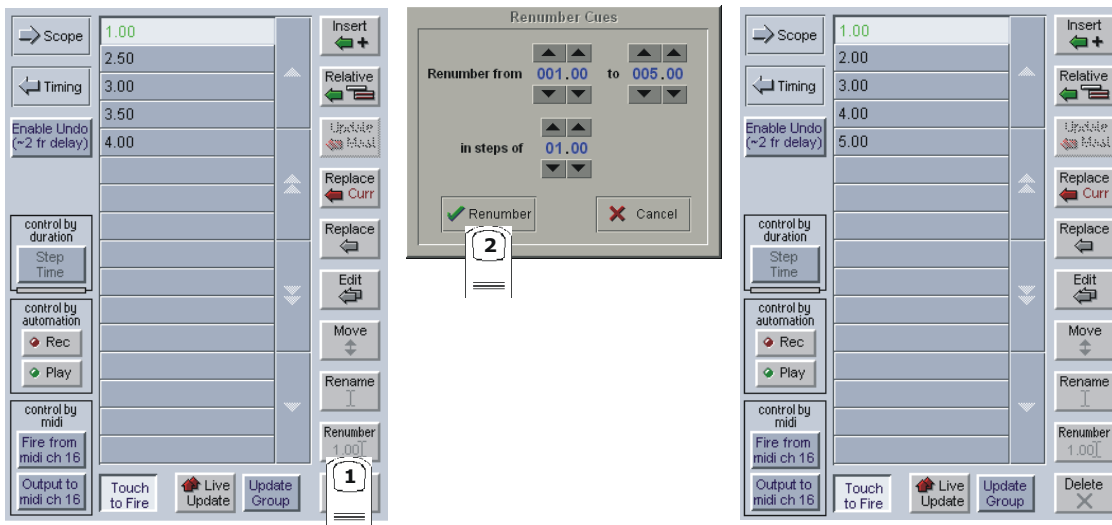 Scope
Timing
Enable Undo
(~2 fr delay)
control by
duration
Step
Time
control by
automation
Rec
Play
control by
midi
Fire from
midi ch 16
Output to
midi ch 16
1.00
2.50
3.00
3.50
4.00
Touch
to Fire
Live
Update
Update
Group
Insert
+
Relative
Update
Mast
Replace
Curr
Replace
Edit
Move
Rename
Renumber
1.00
1
Renumber Cues
Renumber from 001.00 to 005.00
in steps of 01.00
Renumber
Cancel
2
Scope
Timing
Enable Undo
(~2 fr delay)
control by
duration
Step
Time
control by
automation
Rec
Play
control by
midi
Fire from
midi ch 16
Output to
midi ch 16
1.00
2.00
3.00
4.00
5.00
Touch
to Fire
Live
Update
Update
Group
Insert
+
Relative
Update
Mast
Replace
Curr
Replace
Edit
Move
Rename
Renumber
1.00
Delete